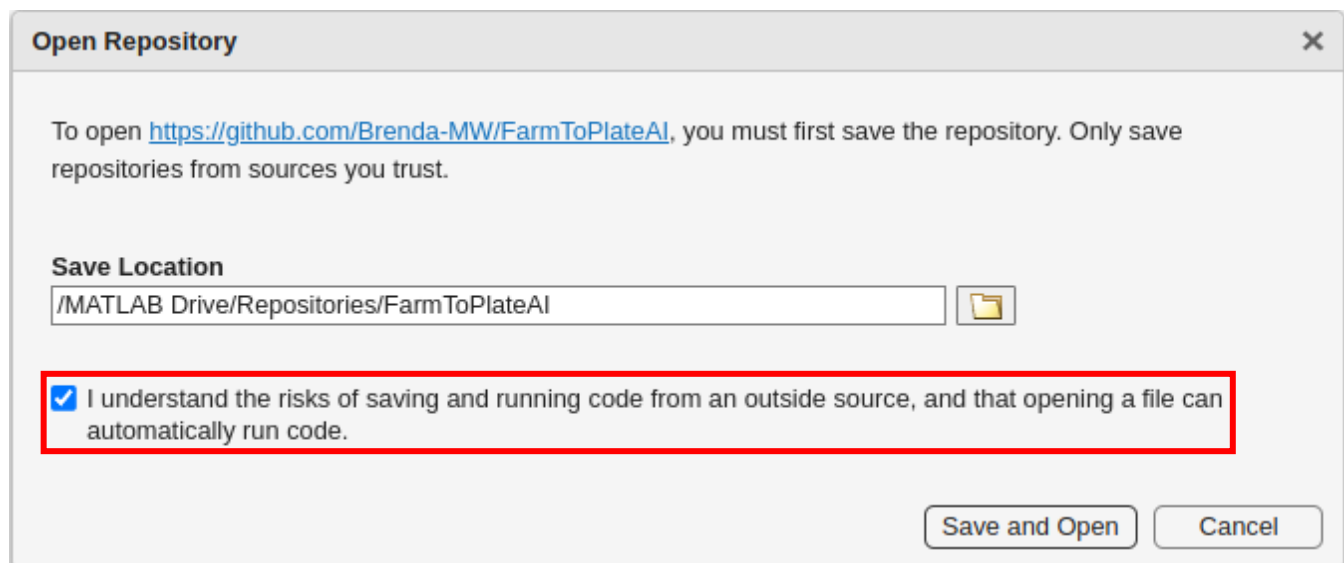 Open Repository
To open https://github.com/Brenda-MW/FarmToPlateAI, you must first save the repository. Only save
repositories from sources you trust.
Save Location
/MATLAB Drive/Repositories/FarmToPlateAI
I understand the risks of saving and running code from an outside source, and that opening a file can
automatically run code.
Save and Open
Cancel